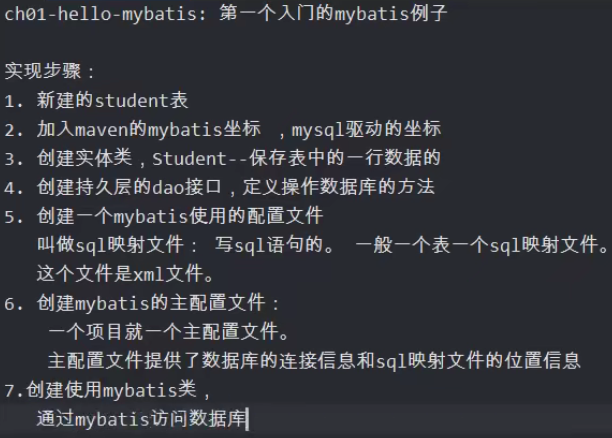 ch01-hello-mybatis: 第一个入门的mybatis例子
实现步骤：
1. 新建的student表
2. 加入maven的mybatis坐标 ，mysql驱动的坐标
3. 创建实体类，Student--保存表中的一行数据的
4. 创建持久层的dao接口，定义操作数据库的方法
5. 创建一个mybatis使用的配置文件
叫做sql映射文件： 写sql语句的。 一般一个表一个sql映射文件。
这个文件是xml文件。
6. 创建mybatis的主配置文件：
一个项目就一个主配置文件。
主配置文件提供了数据库的连接信息和sql映射文件的位置信息
7.创建使用mybatis类，
通过mybatis访问数据库